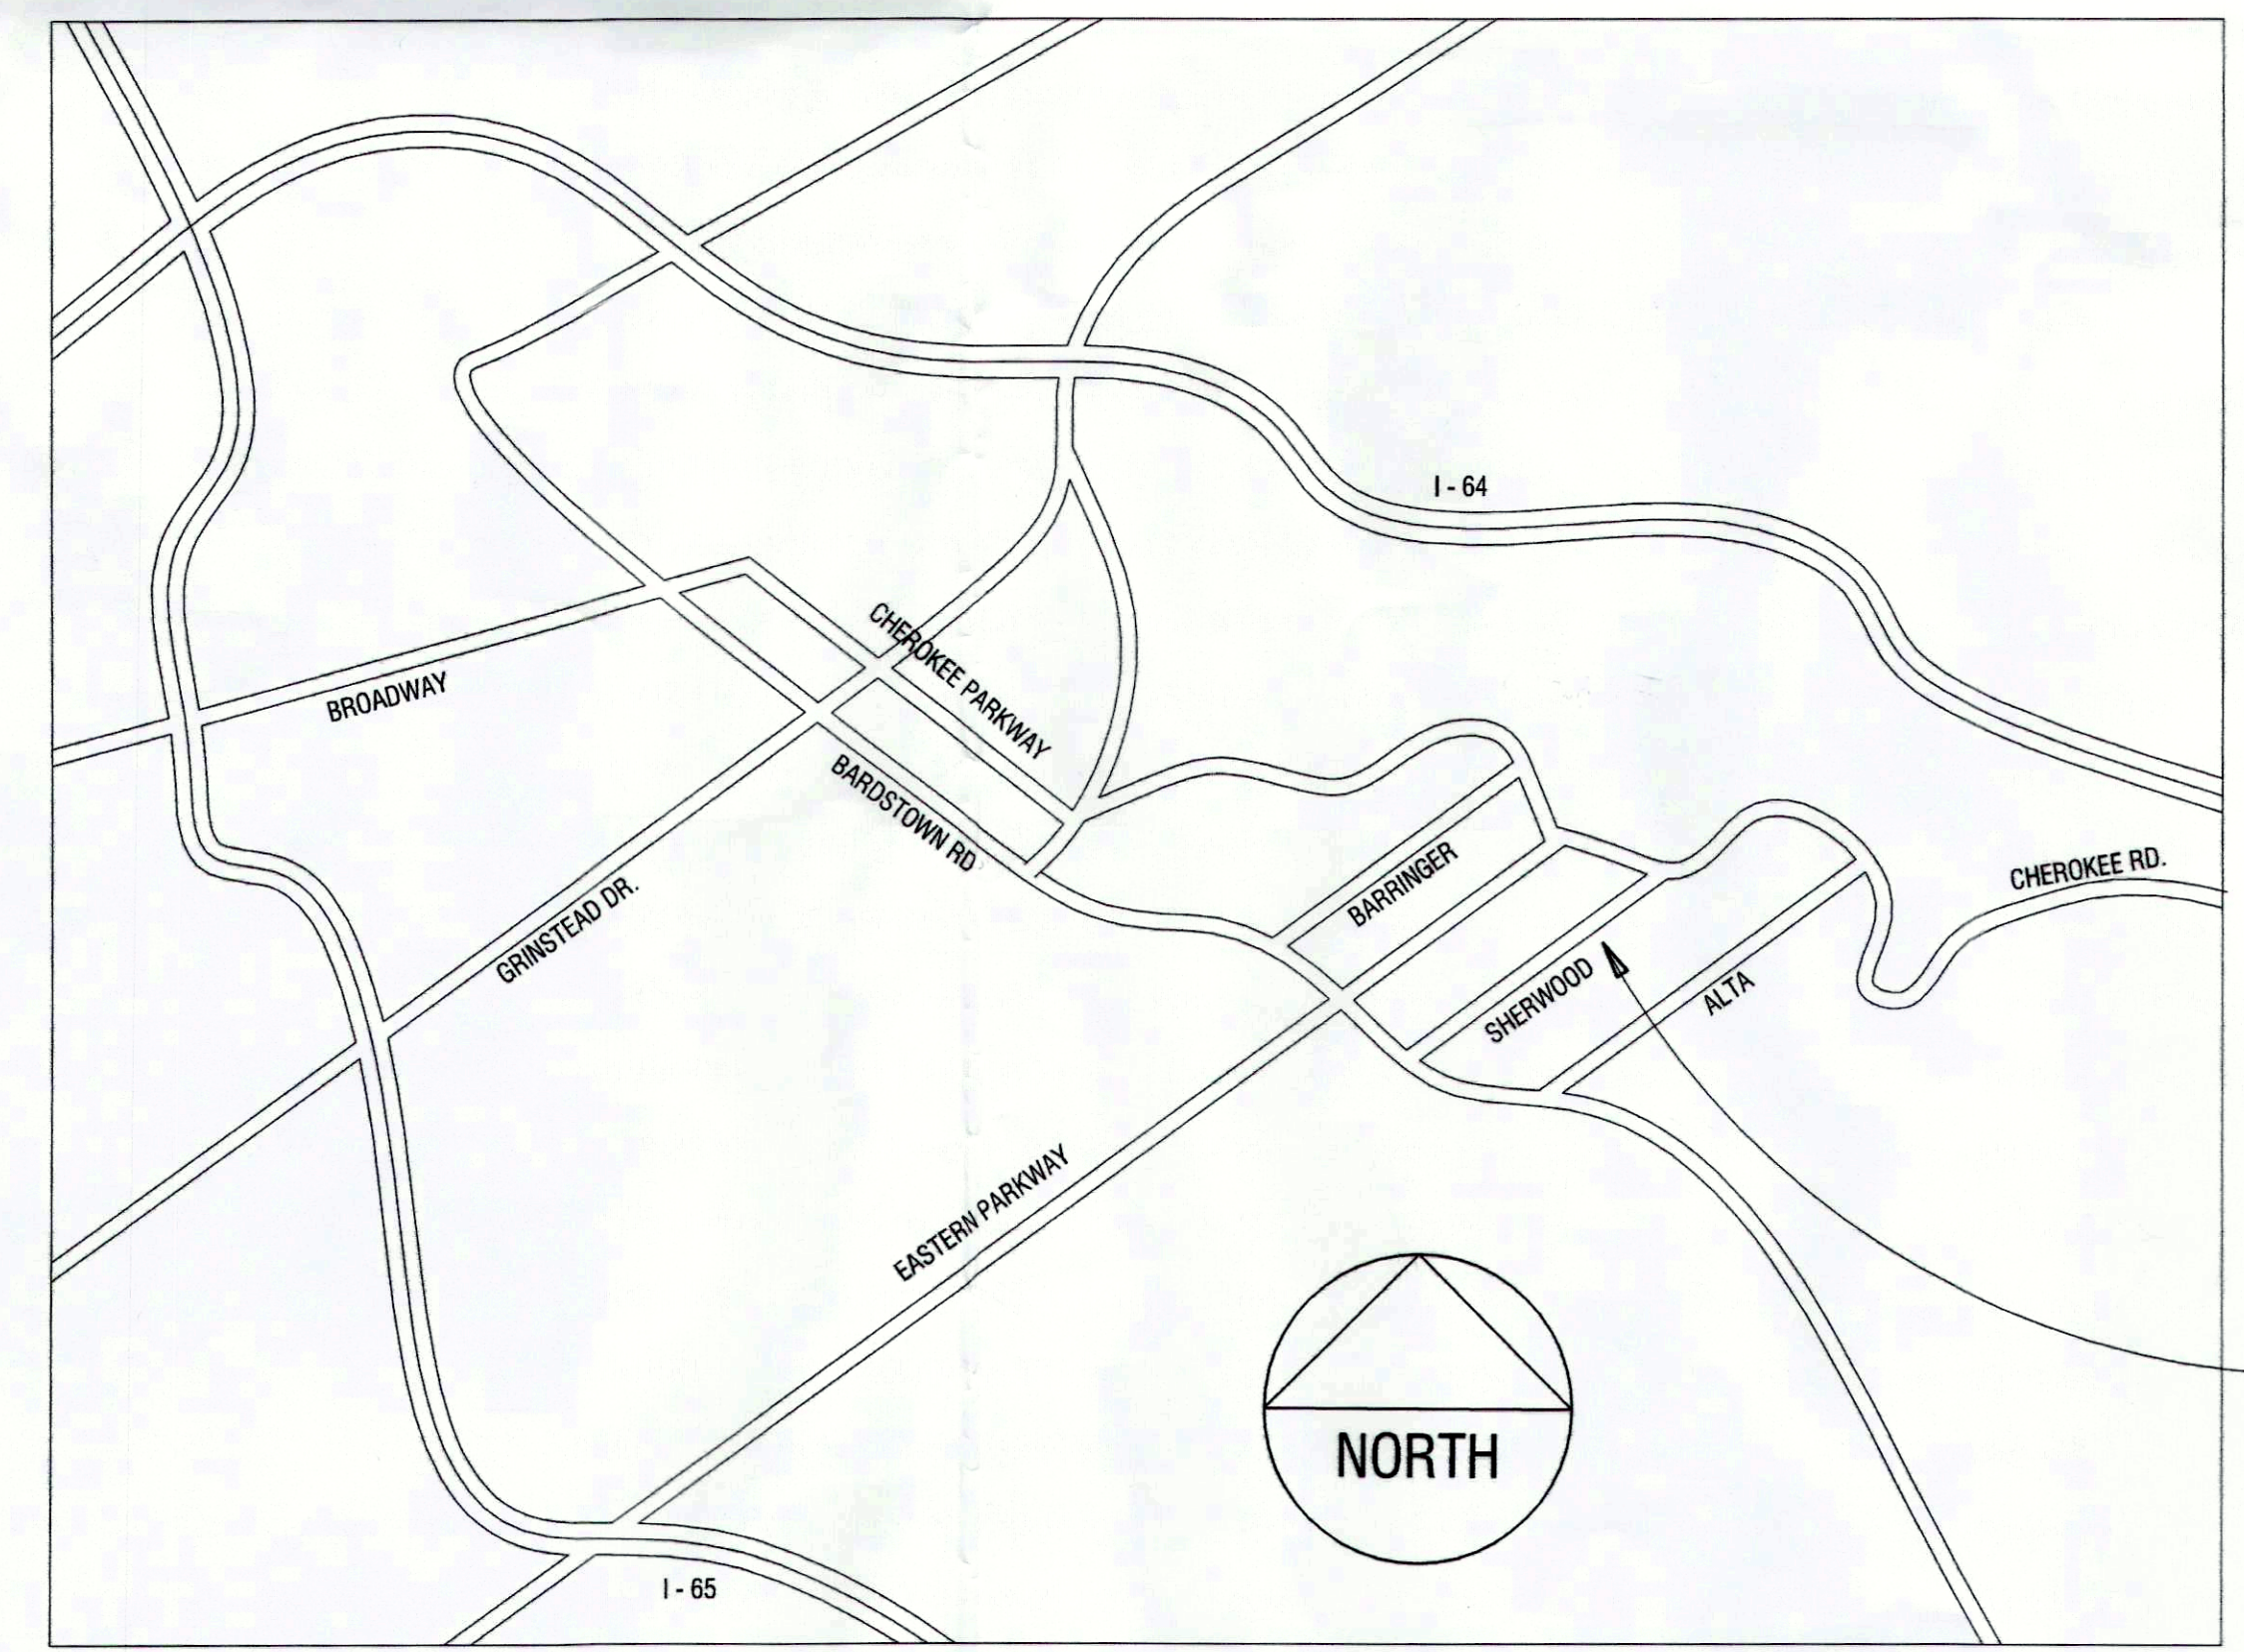 I - 64
CHEROKEE PARKWAY
BROADWAY
BARDSTOWN RD
BARRINGER
CHEROKEE RD.
GRINSTEAD DR.
SHERWOOD
ALTA
EASTERN PARKWAY
NORTH
I - 65